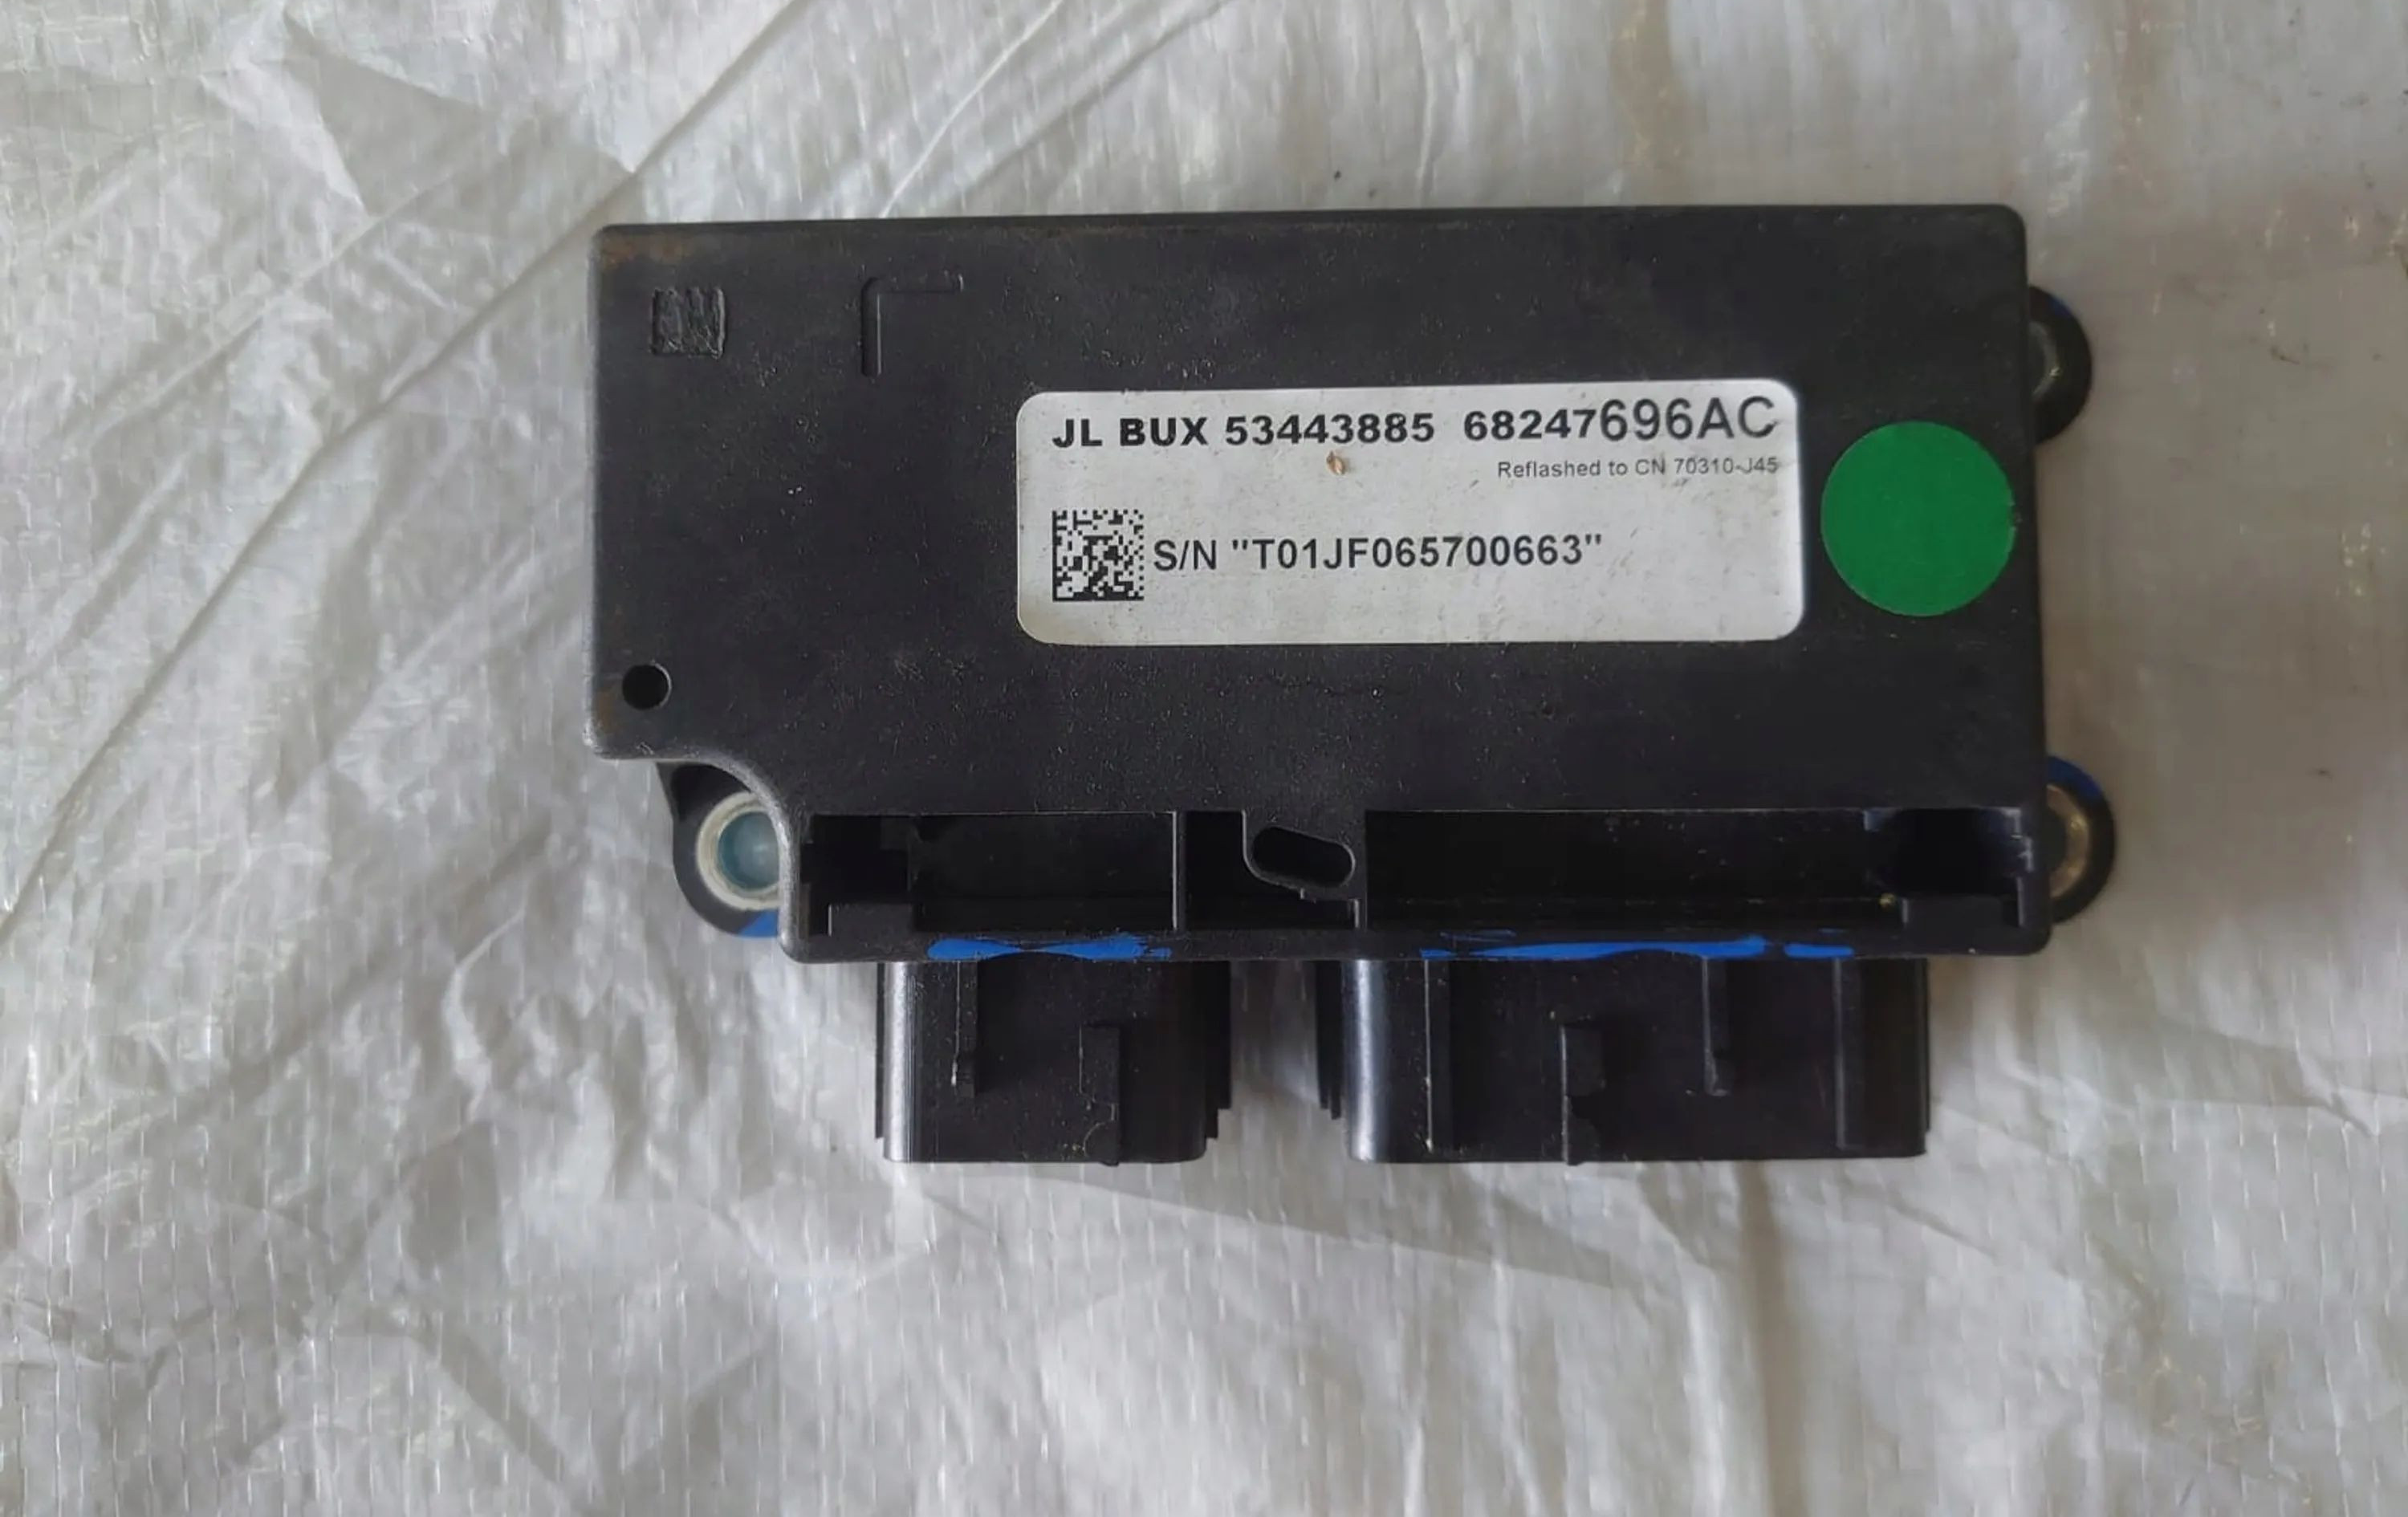 JL BUX 53443885 68247696AC
Reflashed to CN 70310-J45
S/N "T01JF065700663"